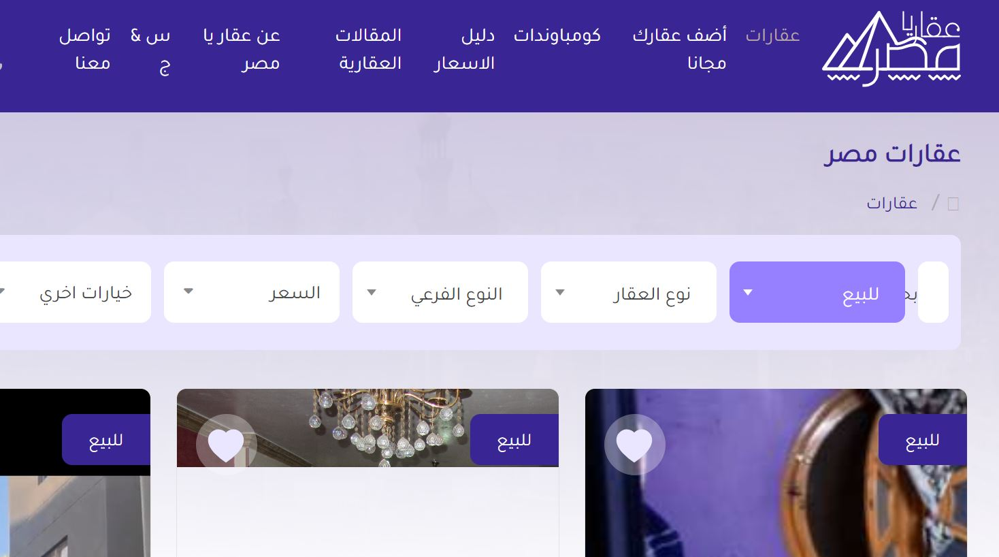 عقاريا
مصر
عقارات
أضف عقارك
مجانا
كومباوندات
دليل
الاسعار
المقالات
العقارية
عن عقار يا
مصر
س &
ج
تواصل
معنا
عقارات مصر
/ عقارات
للبيع
نوع العقار
النوع الفرعي
السعر
خيارات اخري
للبيع
للبيع
للبيع